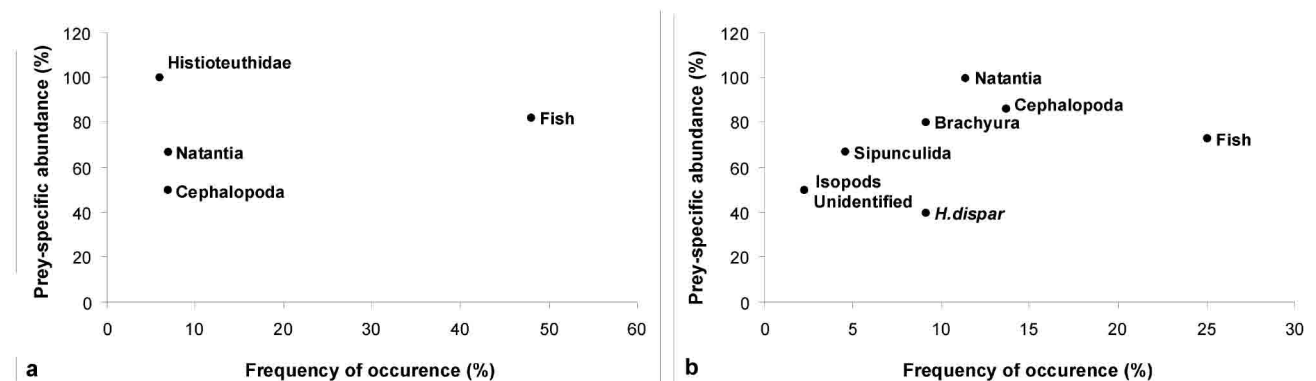 Prey-specific abundance (%)
120
100
80
60
40
20
0
Histioteuthidae
Fish
Natantia
Cephalopoda
0 10 20 30 40 50 60
a
Frequency of occurence (%)
Prey-specific abundance (%)
120
100
80
60
40
20
0
Natantia
Cephalopoda
Brachyura
Fish
Sipunculida
Isopods
Unidentified
H.dispar
0 5 10 15 20 25 30
b
Frequency of occurence (%)